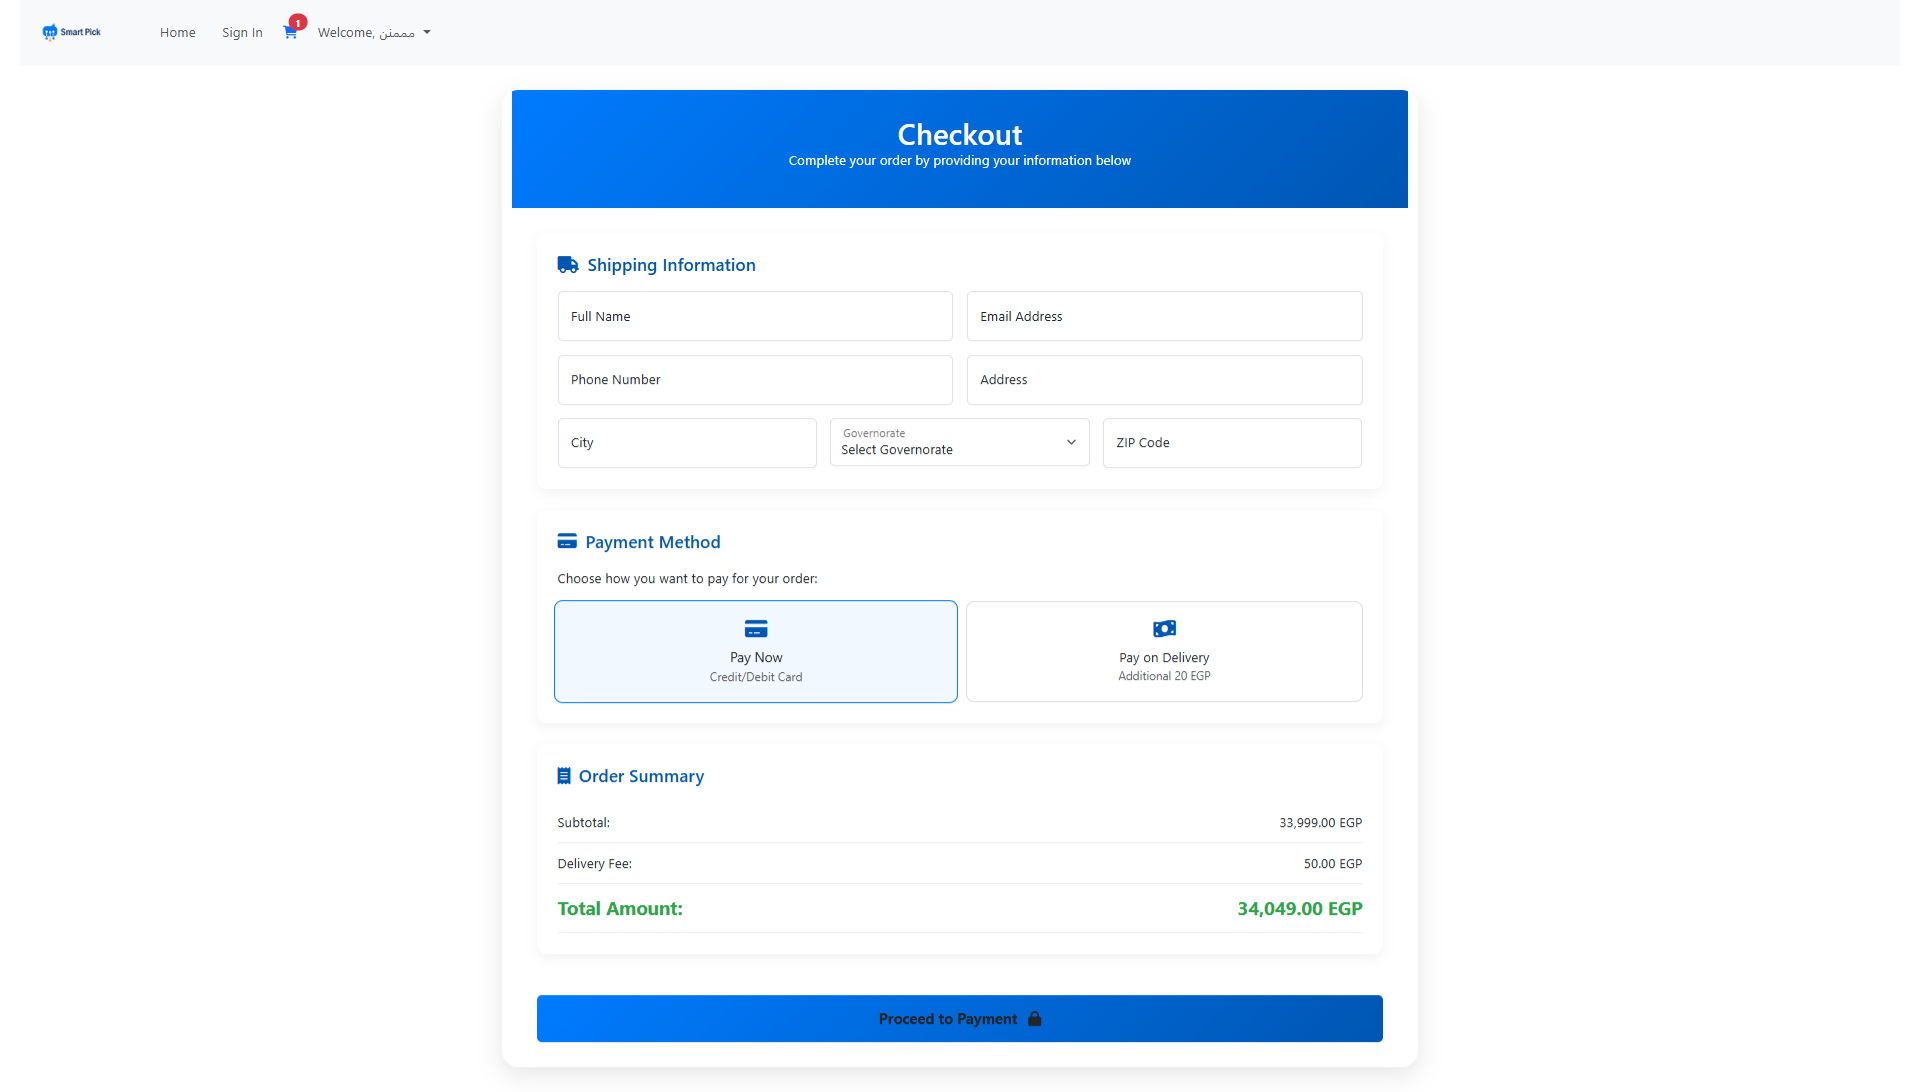 Smart Pick
Home
Sign In
1
Welcome, مممنن
Checkout
Complete your order by providing your information below
Shipping Information
Full Name
Email Address
Phone Number
Address
City
Governorate
Select Governorate
ZIP Code
Payment Method
Choose how you want to pay for your order:
Pay Now
Credit/Debit Card
Pay on Delivery
Additional 20 EGP
Order Summary
Subtotal: 33,999.00 EGP
Delivery Fee: 50.00 EGP
Total Amount: 34,049.00 EGP
Proceed to Payment